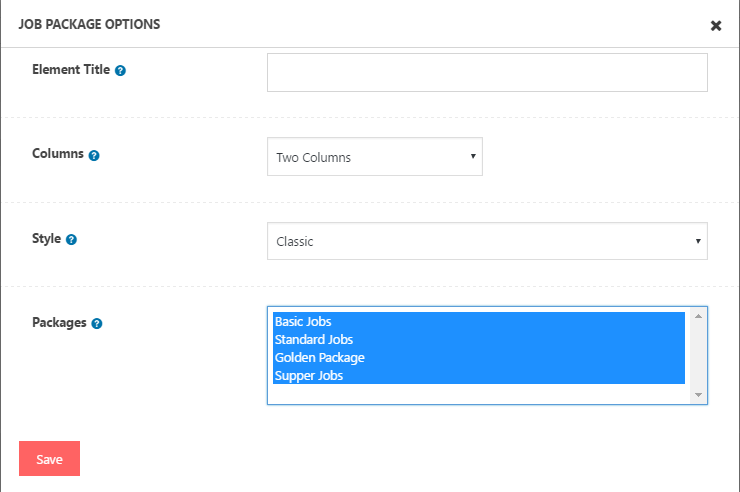 JOB PACKAGE OPTIONS
Element Title
Columns
Two Columns
Style
Classic
Packages
Basic Jobs
Standard Jobs
Golden Package
Supper Jobs
Save